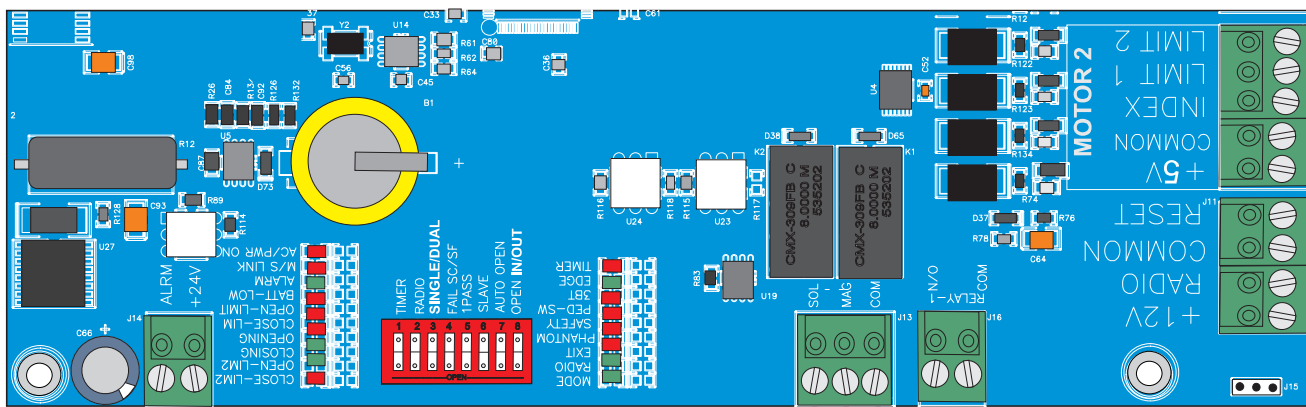 37
Y2
U14
C33
C61
R12
C98
R61
R62
R64
C80
C36
C56
C45
C52
U4
R122
R123
R134
R74
LIMIT 2
LIMIT 1
INDEX
COMMON
+5V
MOTOR 2
R26
C84
R13
C92
R126
R132
B1
2
U5
R12
C87
D73
+
D38
D65
K2
K1
CMX-309FB C
8.0000 M
535202
CMX-309FB C
8.0000 M
535202
R116
U24
R118
R115
U23
R117
J11
RESET
COMMON
RADIO
+12V
D37
R76
R78
C64
R128
C93
R89
R114
U27
ALRM
+24V
J14
C66
+
AC/PWR ON
M/S LINK
ALARM
BATT-LOW
OPEN-LIMIT
CLOSE-LIM
OPENING
CLOSING
OPEN-LIM2
CLOSE-LIM2
TIMER
RADIO
SINGLE/DUAL
FAIL SC/SF
1PASS
SLAVE
AUTO OPEN
OPEN IN/OUT
1 2 3 4 5 6 7 8
OPEN
TIMER
EDGE
3BT
PED-SW
SAFETY
PHANTOM
EXIT
RADIO
MODE
R83
U19
SOL
MAG
COM
J13
N/O
COM
RELAY-1
J16
J15